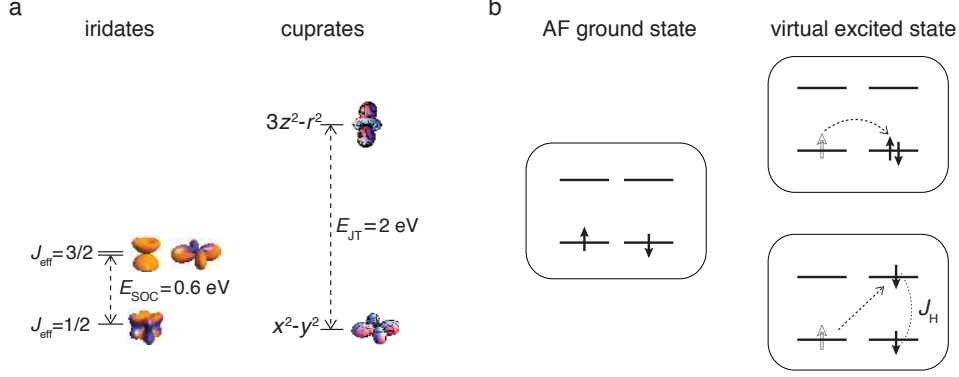 a
iridates
cuprates
3z²-r²
E_JT=2 eV
J_eff=3/2
E_SOC=0.6 eV
J_eff=1/2
x²-y²
b
AF ground state
virtual excited state
J_H